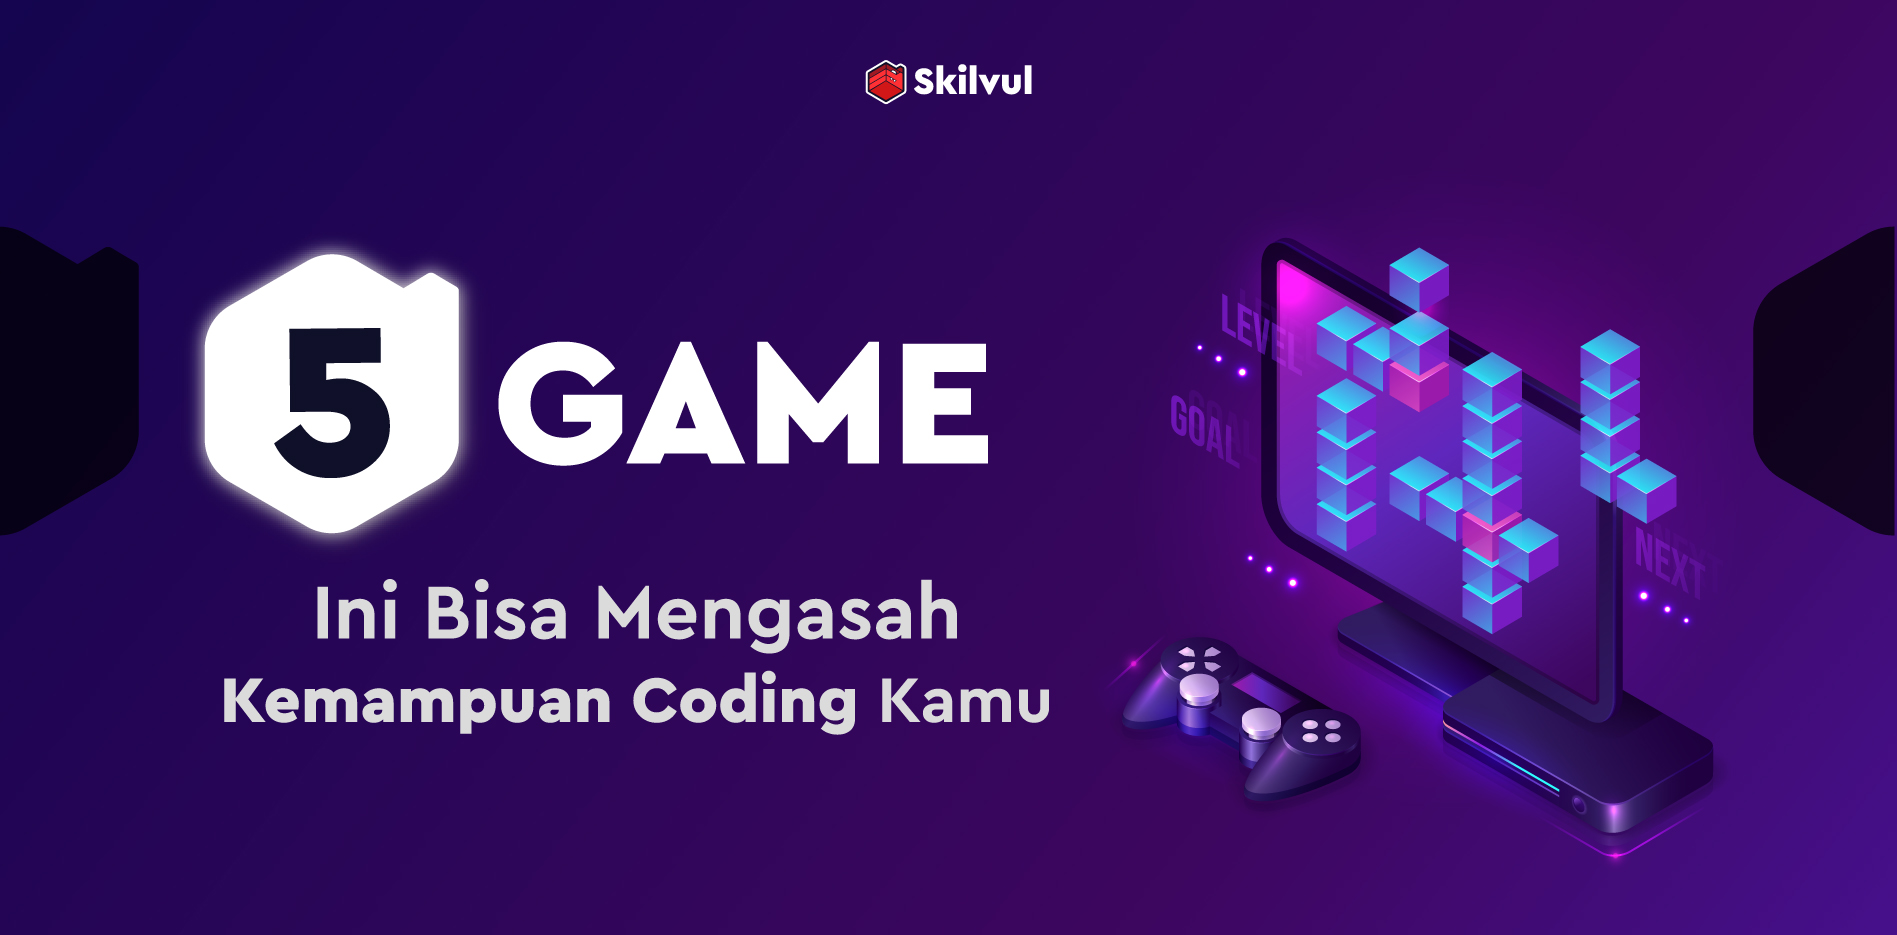 Skilvul
5 GAME
Ini Bisa Mengasah
Kemampuan Coding Kamu
LEVEL
GOAL
NEXT